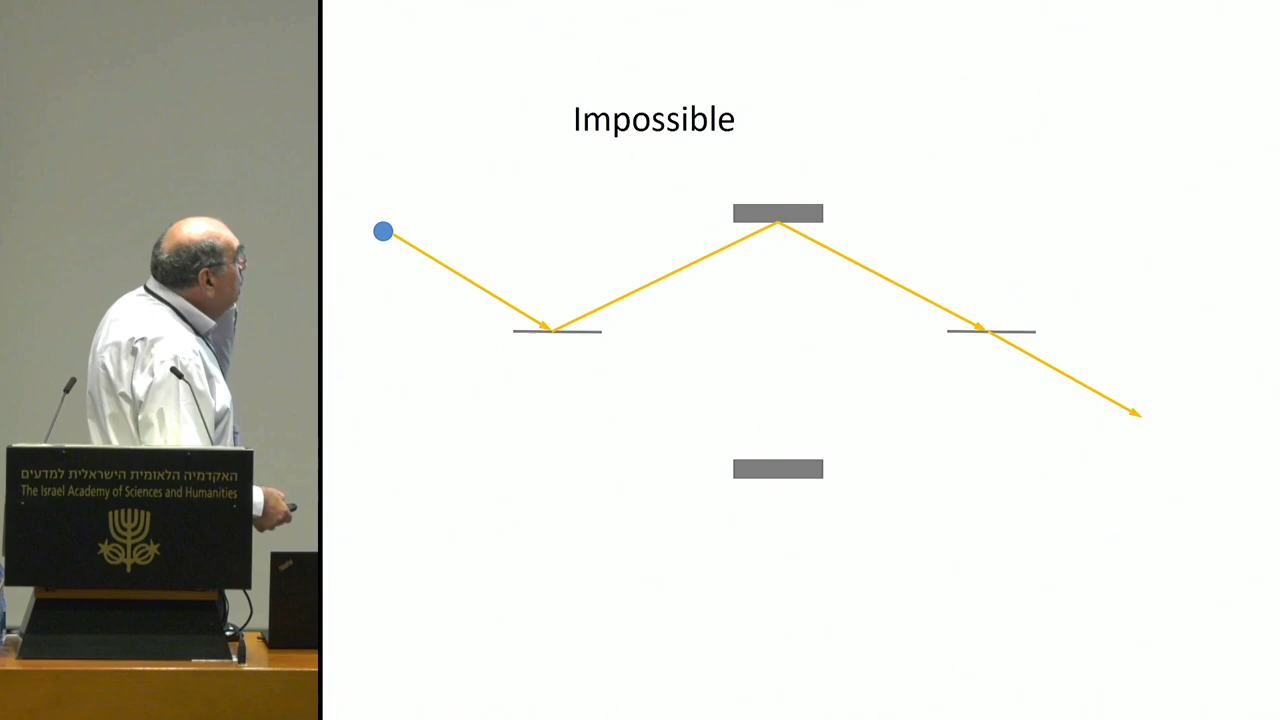 Impossible
האקדמיה הלאומית הישראלית למדעים
The Israel Academy of Sciences and Humanities